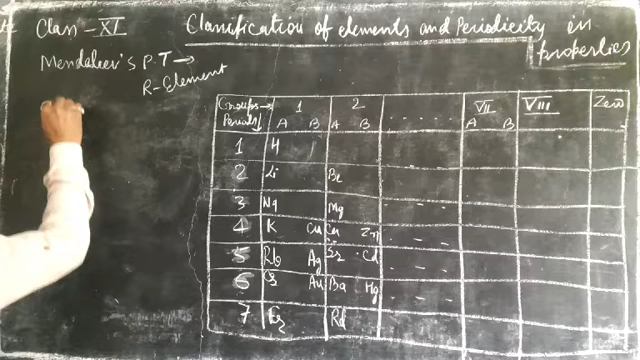 Class - XI
Classification of elements and Periodicity in
properties
Mendaleev's P.T →
R-Element
Groups→ 1 2 . . . . . VII VIII Zero
Periods↓ A B A B A B
1 H
2 Li Be
3 Na Mg
4 K Cu Ca Zn
5 Rb Ag Sr Cd
6 Cs Au Ba Hg
7 Fr Rd